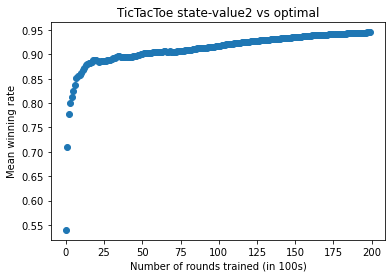 TicTacToe state-value2 vs optimal
0.95
0.90
0.85
0.80
0.75
0.70
0.65
0.60
0.55
Mean winning rate
0 25 50 75 100 125 150 175 200
Number of rounds trained (in 100s)